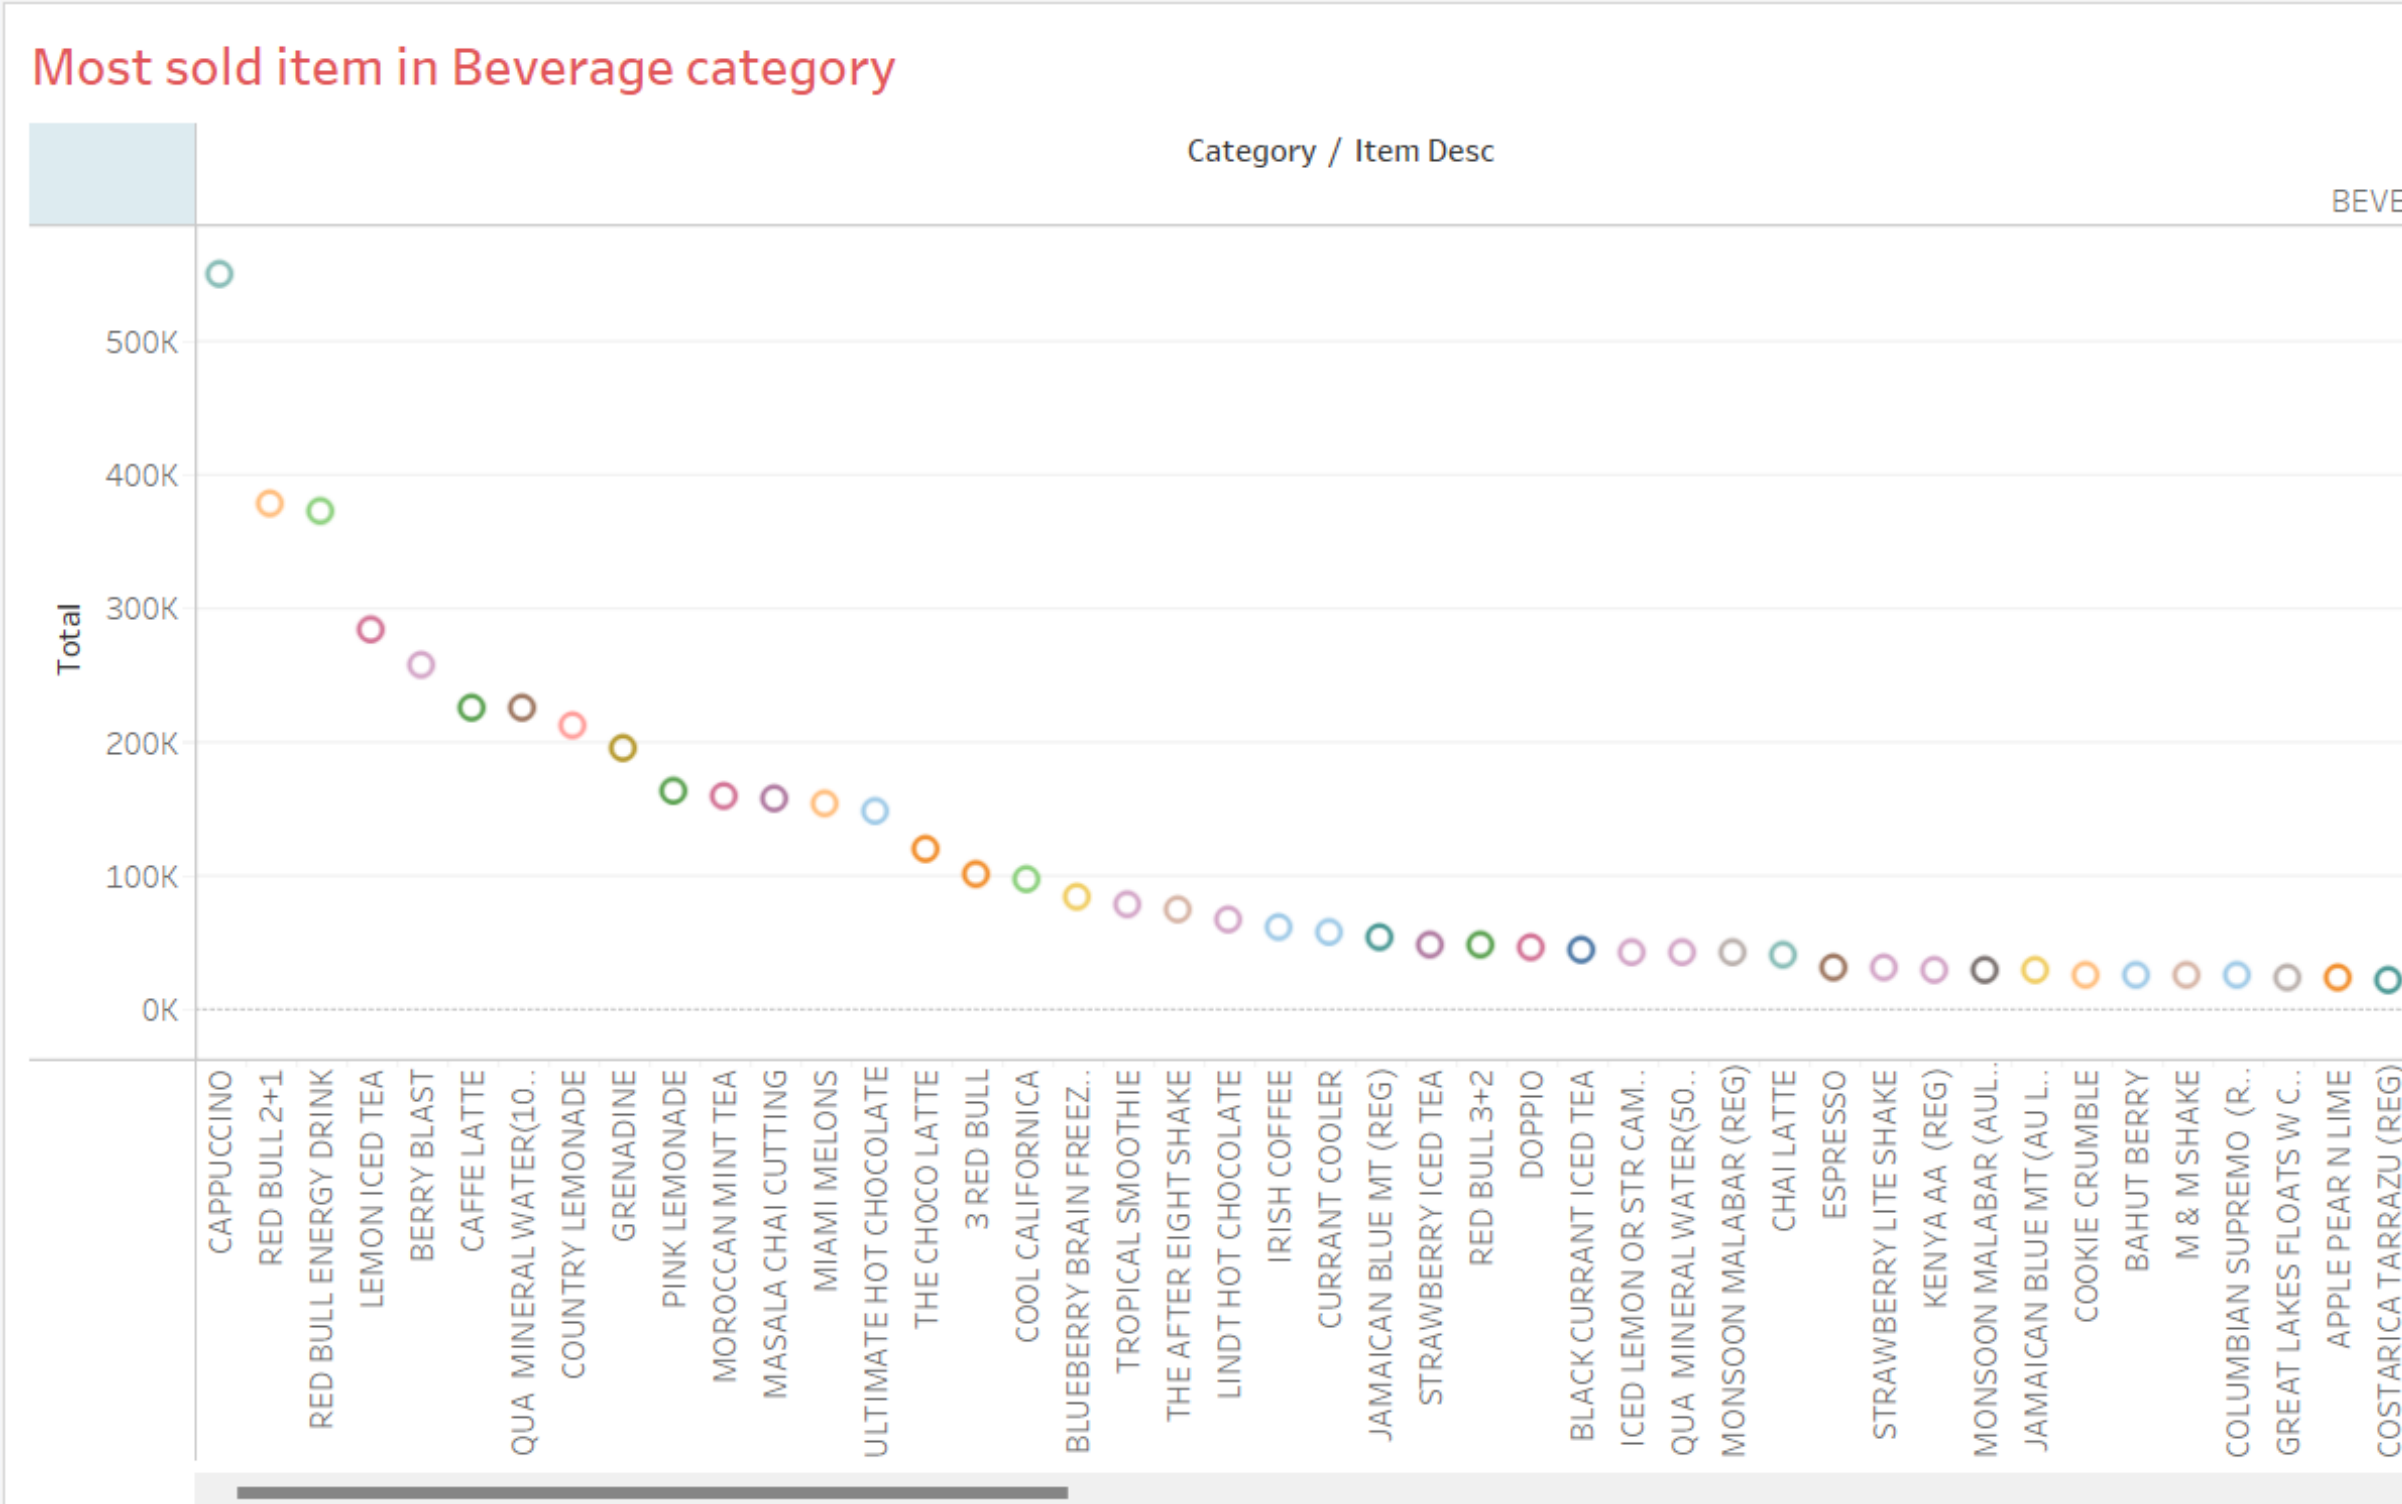 Most sold item in Beverage category
Category / Item Desc
BEVE
Total
500K
400K
300K
200K
100K
0K
CAPPUCCINO
RED BULL 2+1
RED BULL ENERGY DRINK
LEMON ICED TEA
BERRY BLAST
CAFFE LATTE
QUA MINERAL WATER(10..
COUNTRY LEMONADE
GRENADINE
PINK LEMONADE
MOROCCAN MINT TEA
MASALA CHAI CUTTING
MIAMI MELONS
ULTIMATE HOT CHOCOLATE
THE CHOCO LATTE
3 RED BULL
COOL CALIFORNICA
BLUEBERRY BRAIN FREEZ..
TROPICAL SMOOTHIE
THE AFTER EIGHT SHAKE
LINDT HOT CHOCOLATE
IRISH COFFEE
CURRANT COOLER
JAMAICAN BLUE MT (REG)
STRAWBERRY ICED TEA
RED BULL 3+2
DOPPIO
BLACK CURRANT ICED TEA
ICED LEMON OR STR CAM..
QUA MINERAL WATER(50..
MONSOON MALABAR (REG)
CHAI LATTE
ESPRESSO
STRAWBERRY LITE SHAKE
KENYA AA (REG)
MONSOON MALABAR (AUL..
JAMAICAN BLUE MT (AU L..
COOKIE CRUMBLE
BAHUT BERRY
M & M SHAKE
COLUMBIAN SUPREMO (R..
GREAT LAKES FLOATS W C..
APPLE PEAR N LIME
COSTARICA TARRAZU (REG)